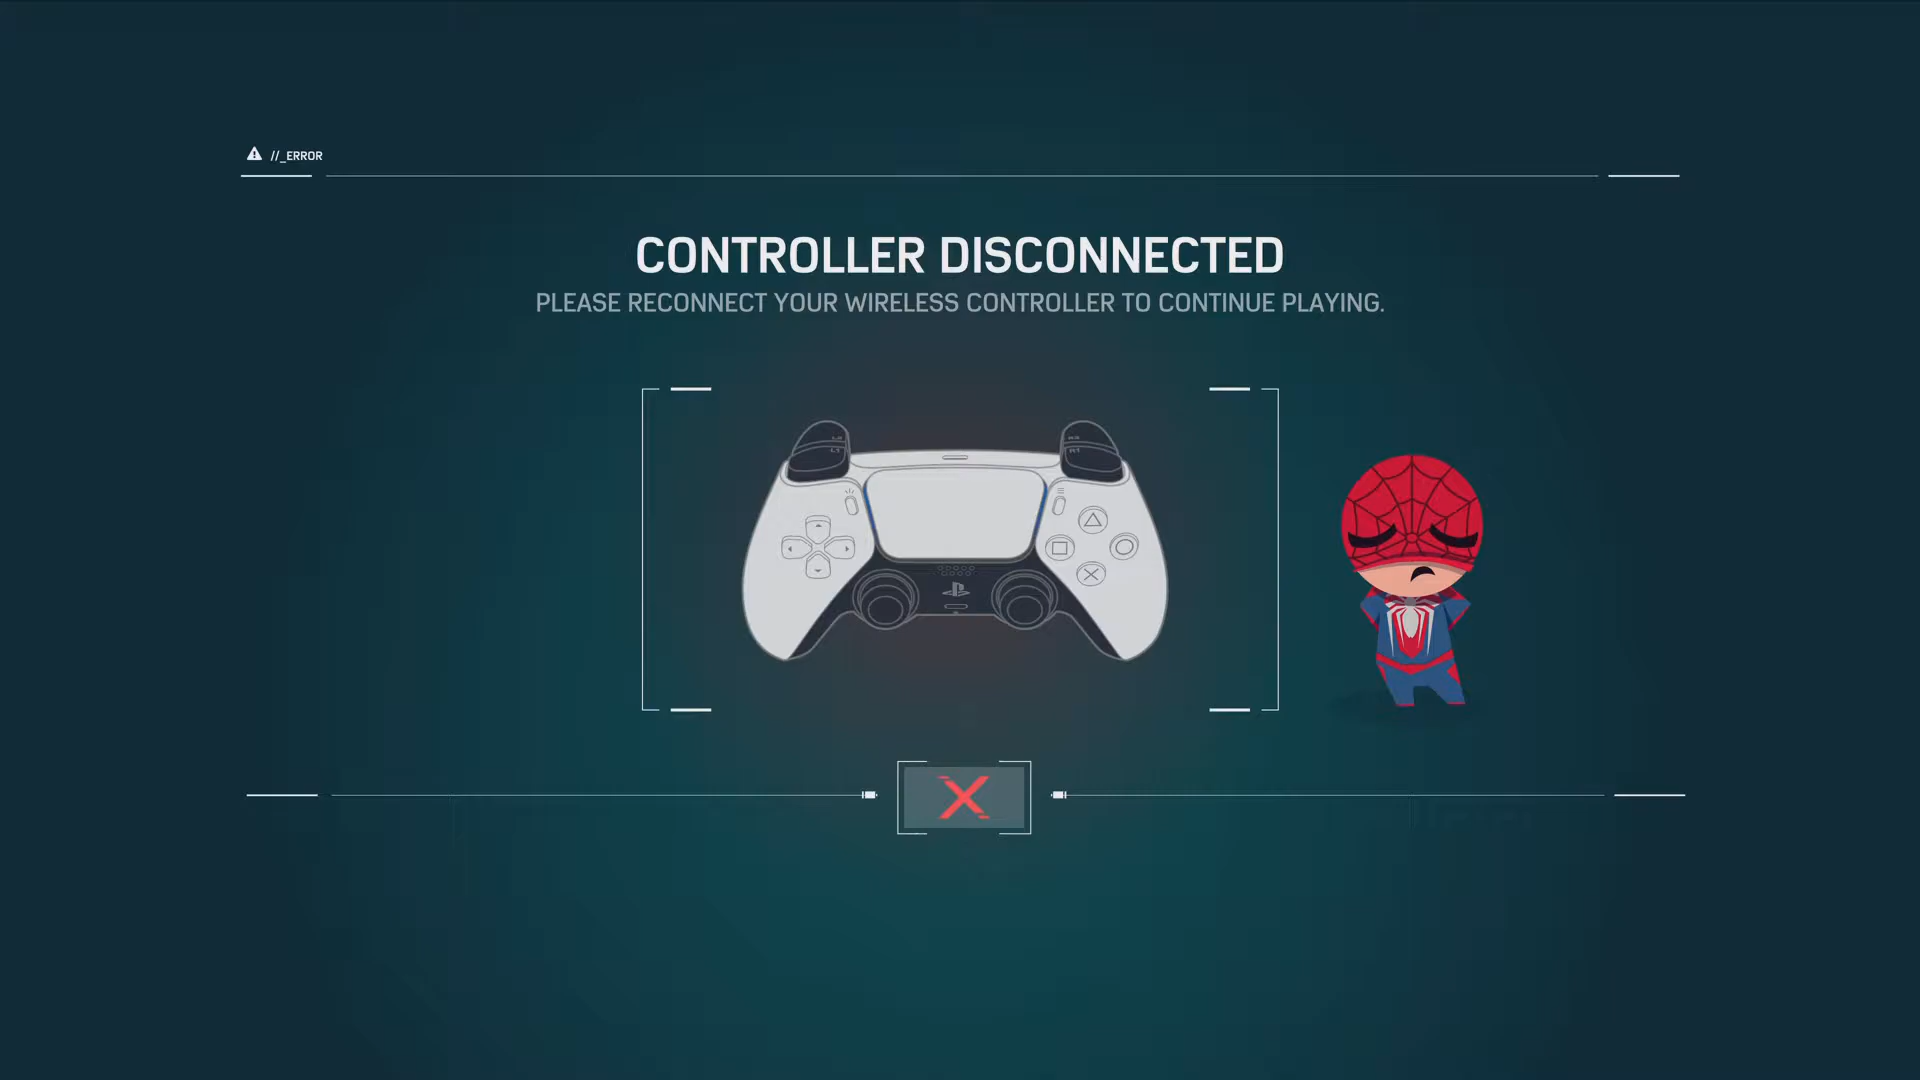 //_ERROR
CONTROLLER DISCONNECTED
PLEASE RECONNECT YOUR WIRELESS CONTROLLER TO CONTINUE PLAYING.